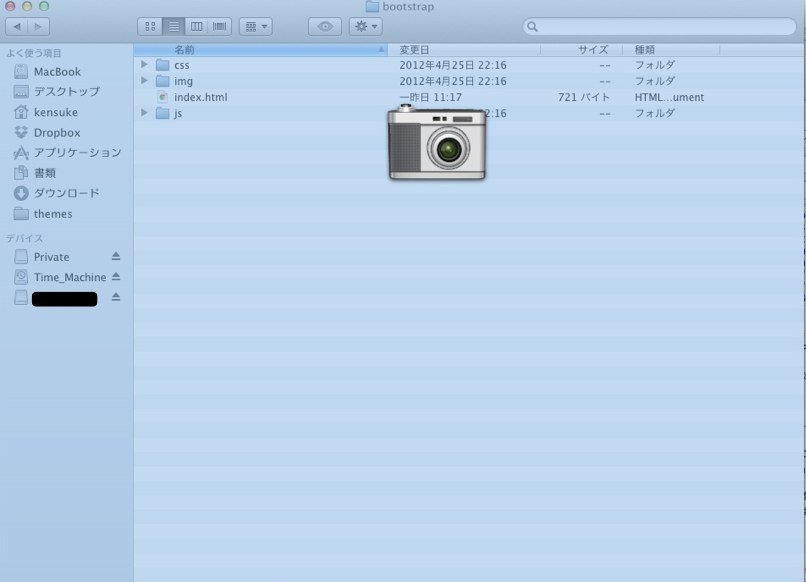 bootstrap
よく使う項目
MacBook
デスクトップ
kensuke
Dropbox
アプリケーション
書類
ダウンロード
themes
デバイス
Private
Time_Machine
名前 変更日 サイズ 種類
css 2012年4月25日 22:16 -- フォルダ
img 2012年4月25日 22:16 -- フォルダ
index.html 一昨日 11:17 721 バイト HTML...ument
js 2:16 -- フォルダ